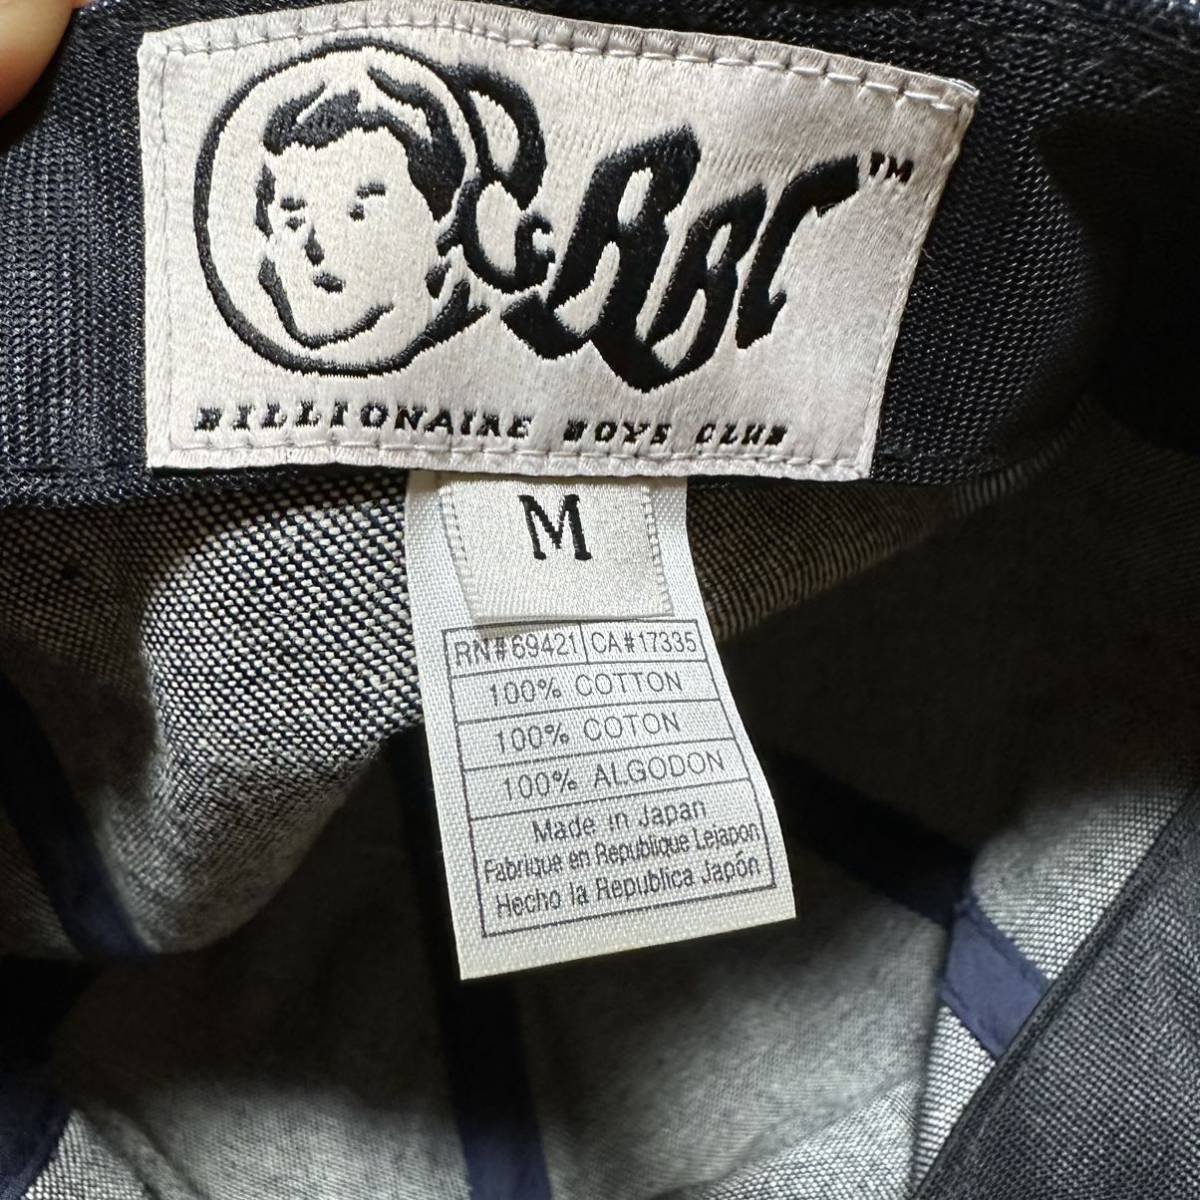 BBC™
BILLIONAIRE BOYS CLUB
M
RN#69421 CA#17335
100% COTTON
100% COTON
100% ALGODON
Made in Japan
Fabrique en Republique Lejapon
Hecho la Republica Japón